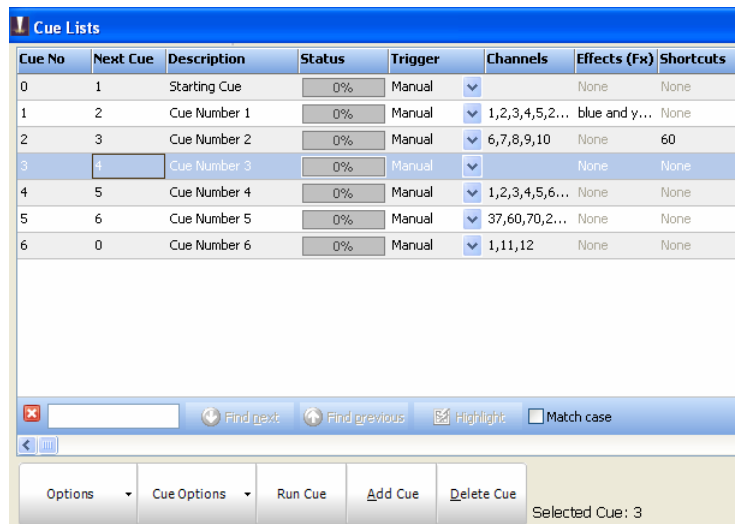 Cue Lists
Cue No Next Cue Description Status Trigger Channels Effects (Fx) Shortcuts
0 1 Starting Cue 0% Manual None None
1 2 Cue Number 1 0% Manual 1,2,3,4,5,2... blue and y... None
2 3 Cue Number 2 0% Manual 6,7,8,9,10 None 60
3 4 Cue Number 3 0% Manual None None
4 5 Cue Number 4 0% Manual 1,2,3,4,5,6... None None
5 6 Cue Number 5 0% Manual 37,60,70,2... None None
6 0 Cue Number 6 0% Manual 1,11,12 None None
Find next Find previous Highlight Match case
Options Cue Options Run Cue Add Cue Delete Cue
Selected Cue: 3